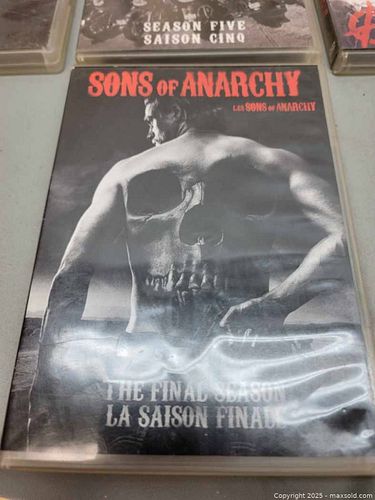 SEASON FIVE
SAISON CINQ
SONS OF ANARCHY
LES SONS OF ANARCHY
THE FINAL SEASON
LA SAISON FINALE
Copyright 2025 - maxsold.com